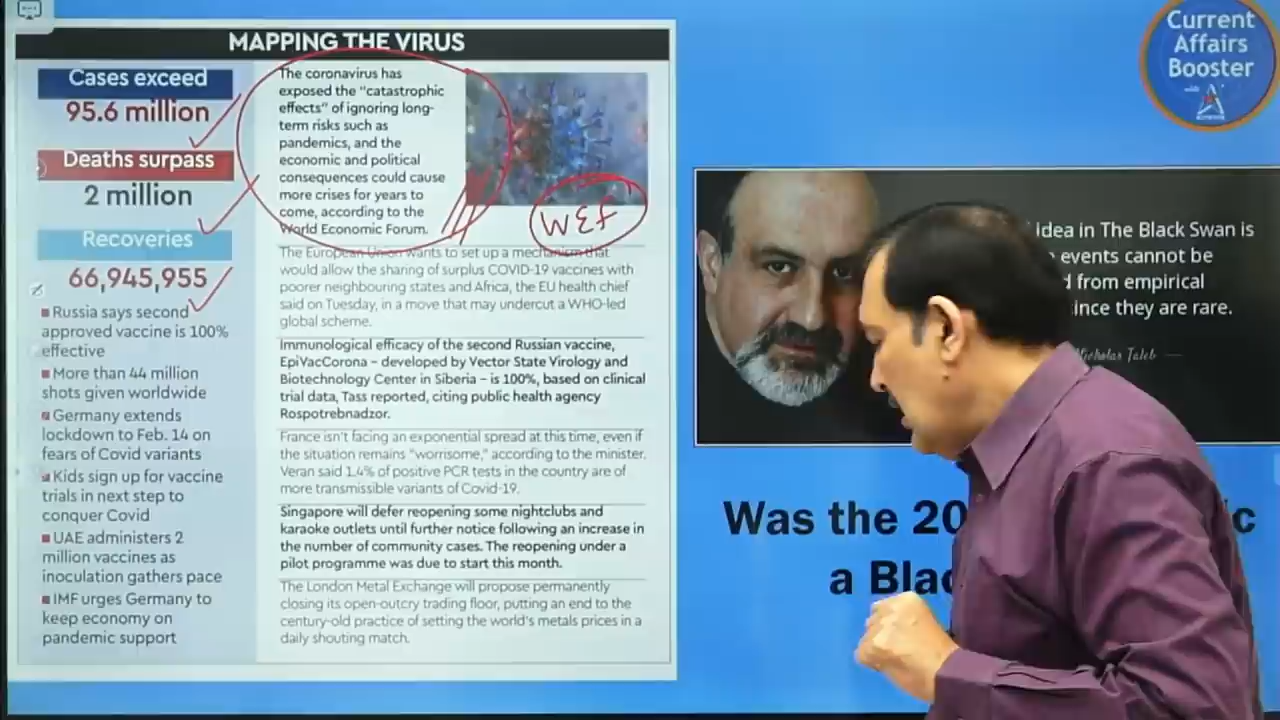 MAPPING THE VIRUS
Cases exceed
95.6 million
Deaths surpass
2 million
Recoveries
66,945,955
Russia says second
approved vaccine is 100%
effective
More than 44 million
shots given worldwide
Germany extends
lockdown to Feb. 14 on
fears of Covid variants
Kids sign up for vaccine
trials in next step to
conquer Covid
UAE administers 2
million vaccines as
inoculation gathers pace
IMF urges Germany to
keep economy on
pandemic support
The coronavirus has
exposed the "catastrophic
effects" of ignoring long-
term risks such as
pandemics, and the
economic and political
consequences could cause
more crises for years to
come, according to the
World Economic Forum.
WEF
The European Union wants to set up a mechanism that
would allow the sharing of surplus COVID-19 vaccines with
poorer neighbouring states and Africa, the EU health chief
said on Tuesday, in a move that may undercut a WHO-led
global scheme.
Immunological efficacy of the second Russian vaccine,
EpiVacCorona – developed by Vector State Virology and
Biotechnology Center in Siberia – is 100%, based on clinical
trial data, Tass reported, citing public health agency
Rospotrebnadzor.
France isn't facing an exponential spread at this time, even if
the situation remains "worrisome," according to the minister.
Veran said 1.4% of positive PCR tests in the country are of
more transmissible variants of Covid-19.
Singapore will defer reopening some nightclubs and
karaoke outlets until further notice following an increase in
the number of community cases. The reopening under a
pilot programme was due to start this month.
The London Metal Exchange will propose permanently
closing its open-outcry trading floor, putting an end to the
century-old practice of setting the world's metals prices in a
daily shouting match.
Current
Affairs
Booster
with
idea in The Black Swan is
events cannot be
d from empirical
ince they are rare.
Nicholas Taleb
Was the 20 c
a Blac